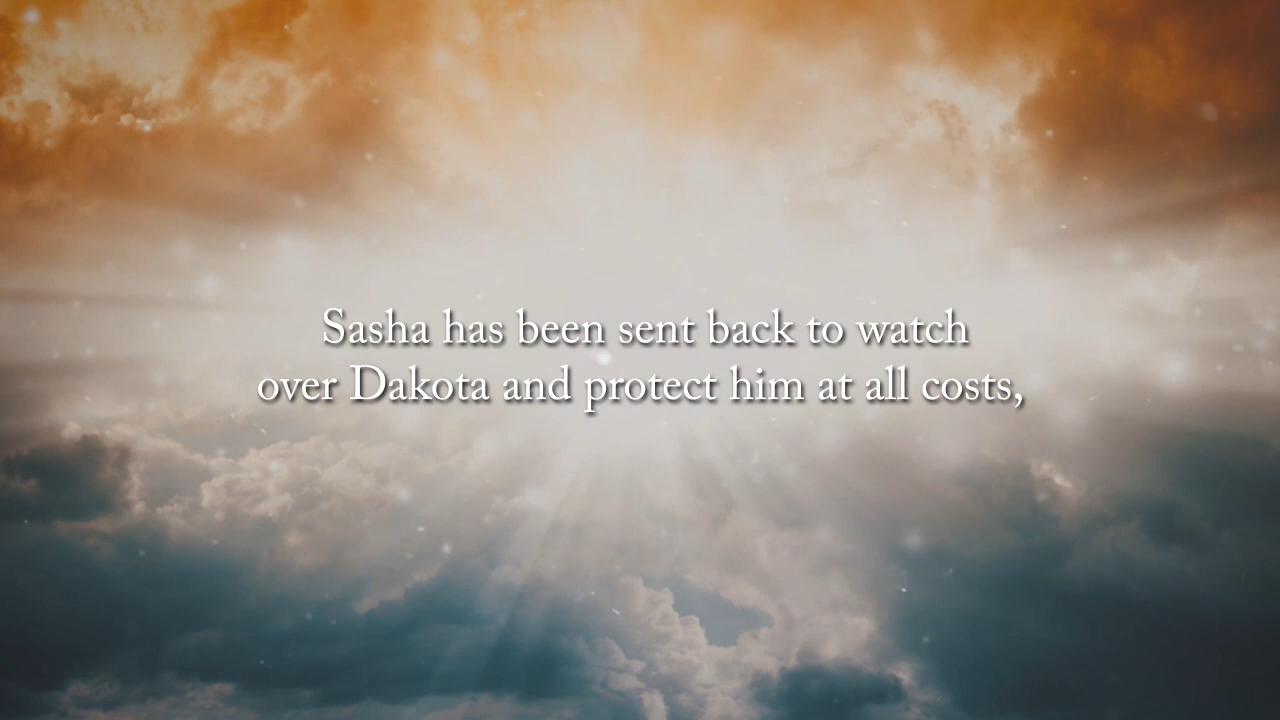 Sasha has been sent back to watch
over Dakota and protect him at all costs,